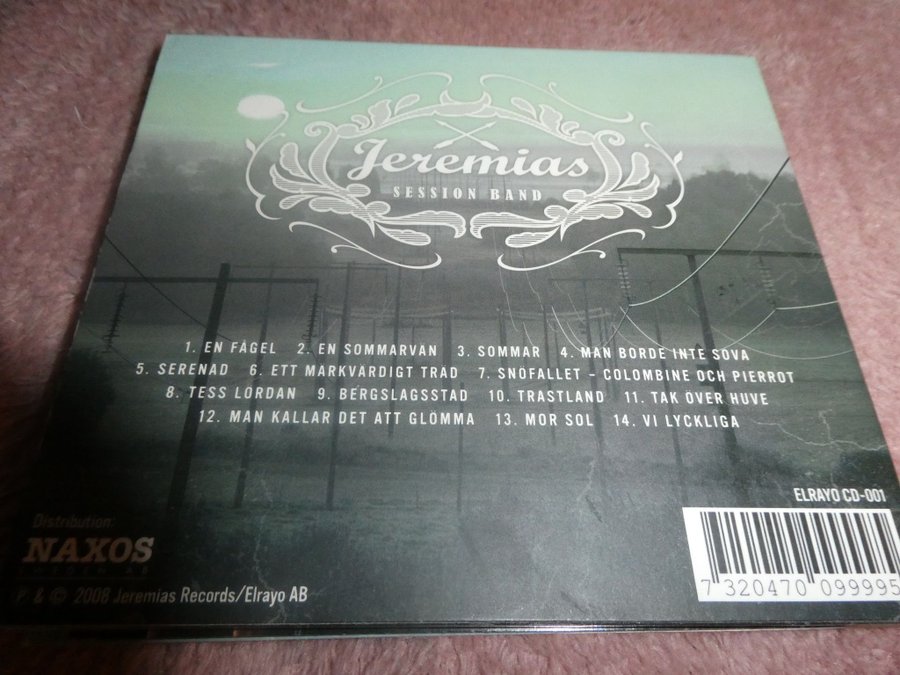 Jeremias
SESSION BAND
1. EN FÅGEL 2. EN SOMMARVAN 3. SOMMAR 4. MAN BORDE INTE SOVA
5. SERENAD 6. ETT MÄRKVÄRDIGT TRÄD 7. SNÖFALLET – COLOMBINE OCH PIERROT
8. TESS LÖRDAN 9. BERGSLAGSSTAD 10. TRASTLAND 11. TAK ÖVER HUVE
12. MAN KALLAR DET ATT GLÖMMA 13. MOR SOL 14. VI LYCKLIGA
ELRAYO CD-001
7 320470 099995
Distribution:
NAXOS
℗ & © 2008 Jeremias Records/Elrayo AB